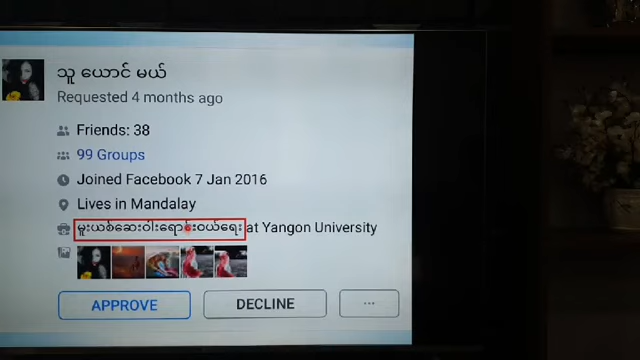 သူ ယောင် မယ်
Requested 4 months ago
Friends: 38
99 Groups
Joined Facebook 7 Jan 2016
Lives in Mandalay
မူးယစ်ဆေးဝါးရောင်းဝယ်ရေး at Yangon University
APPROVE
DECLINE
...